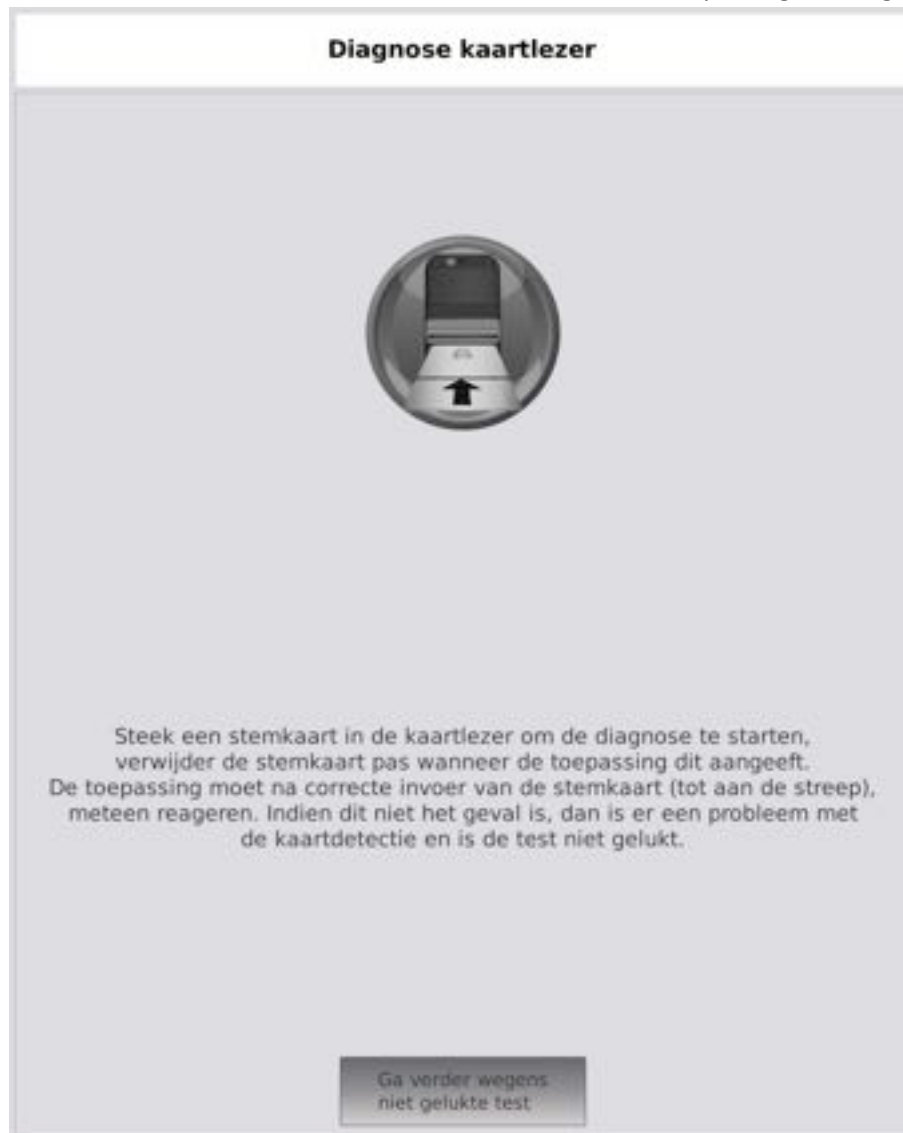 Diagnose kaartlezer
Steek een stemkaart in de kaartlezer om de diagnose te starten,
verwijder de stemkaart pas wanneer de toepassing dit aangeeft.
De toepassing moet na correcte invoer van de stemkaart (tot aan de streep),
meteen reageren. Indien dit niet het geval is, dan is er een probleem met
de kaartdetectie en is de test niet gelukt.
Ga verder wegens
niet gelukte test